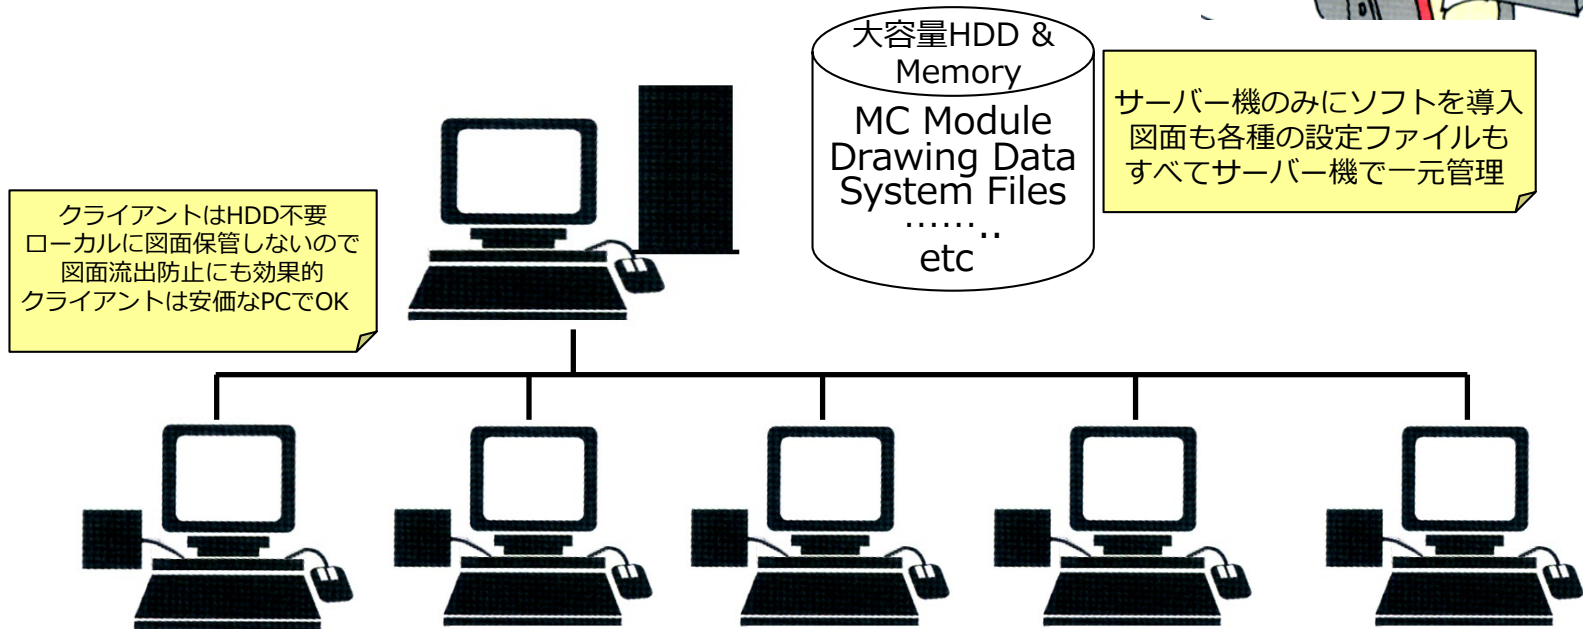 大容量HDD &
Memory
MC Module
Drawing Data
System Files
……..
etc
サーバー機のみにソフトを導入
図面も各種の設定ファイルも
すべてサーバー機で一元管理
クライアントはHDD不要
ローカルに図面保管しないので
図面流出防止にも効果的
クライアントは安価なPCでOK